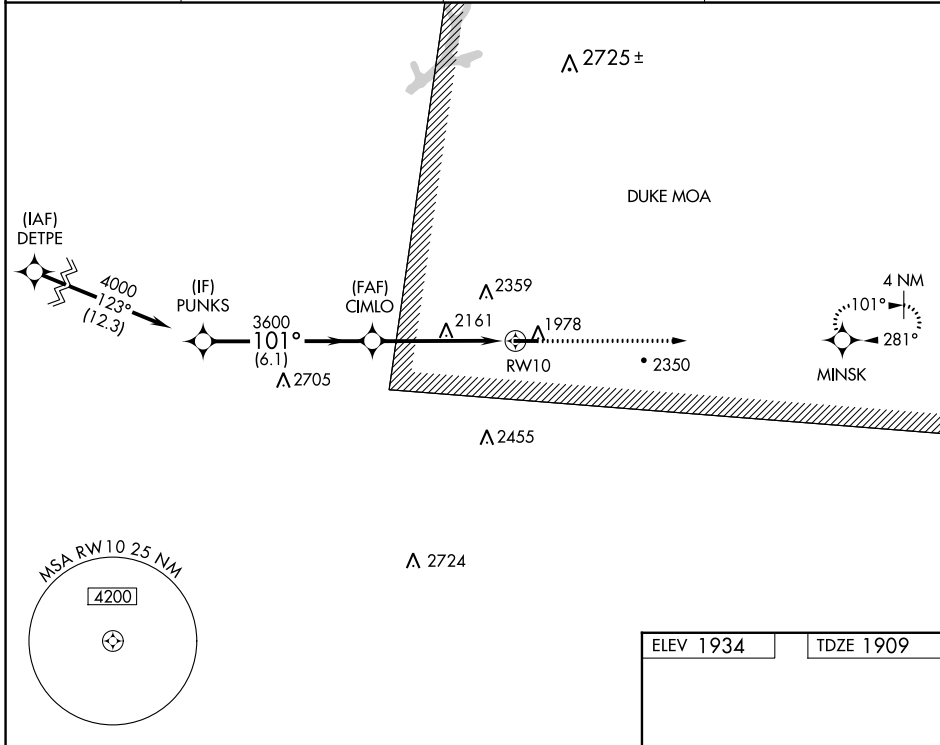 2725 ±
DUKE MOA
(IAF)
DETPE
4000
123°
(12.3)
(IF)
PUNKS
3600
101°
(6.1)
2705
(FAF)
CIMLO
2359
2161
1978
RW10
2350
4 NM
101°
281°
MINSK
2455
2724
MSA RW10 25 NM
4200
ELEV 1934
TDZE 1909